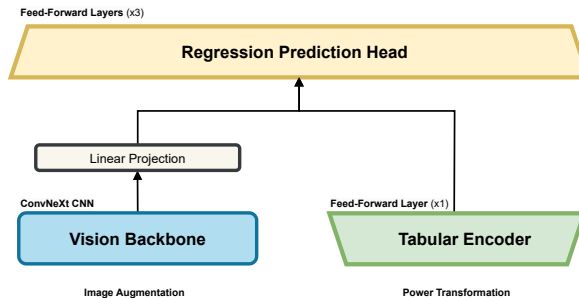 Feed-Forward Layers (x3)
Regression Prediction Head
Linear Projection
ConvNeXt CNN
Feed-Forward Layer (x1)
Vision Backbone
Tabular Encoder
Image Augmentation
Power Transformation